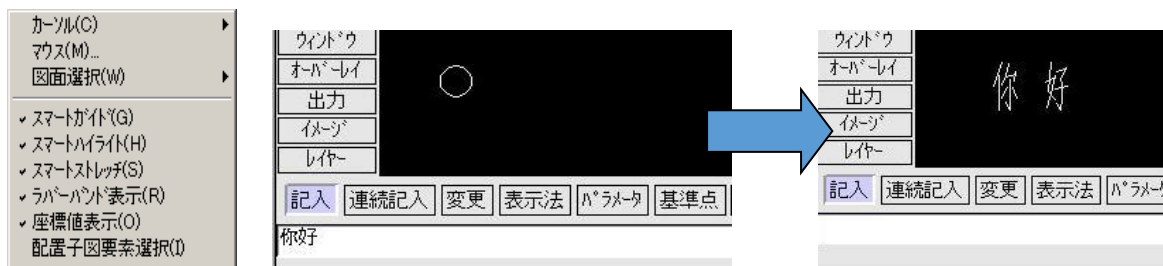 カーソル(C)
マウス(M)...
図面選択(W)
スマートガイド(G)
スマートハイライト(H)
スマートストレッチ(S)
ラバーバンド表示(R)
座標値表示(O)
配置子図要素選択(I)
ウィンドウ
オーバーレイ
出力
イメージ
レイヤー
記入 連続記入 変更 表示法 パラメータ 基準点
你好
ウィンドウ
オーバーレイ
出力
イメージ
レイヤー
你 好
記入 連続記入 変更 表示法 パラメータ